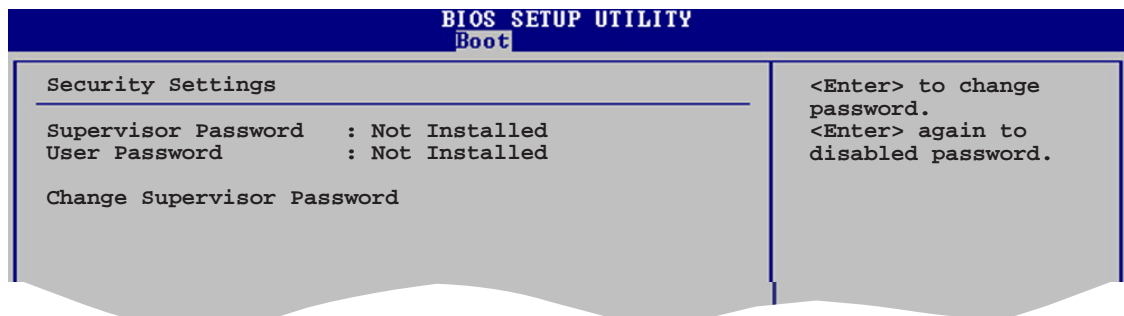 BIOS SETUP UTILITY
Boot
Security Settings
Supervisor Password : Not Installed
User Password : Not Installed
Change Supervisor Password
<Enter> to change
password.
<Enter> again to
disabled password.